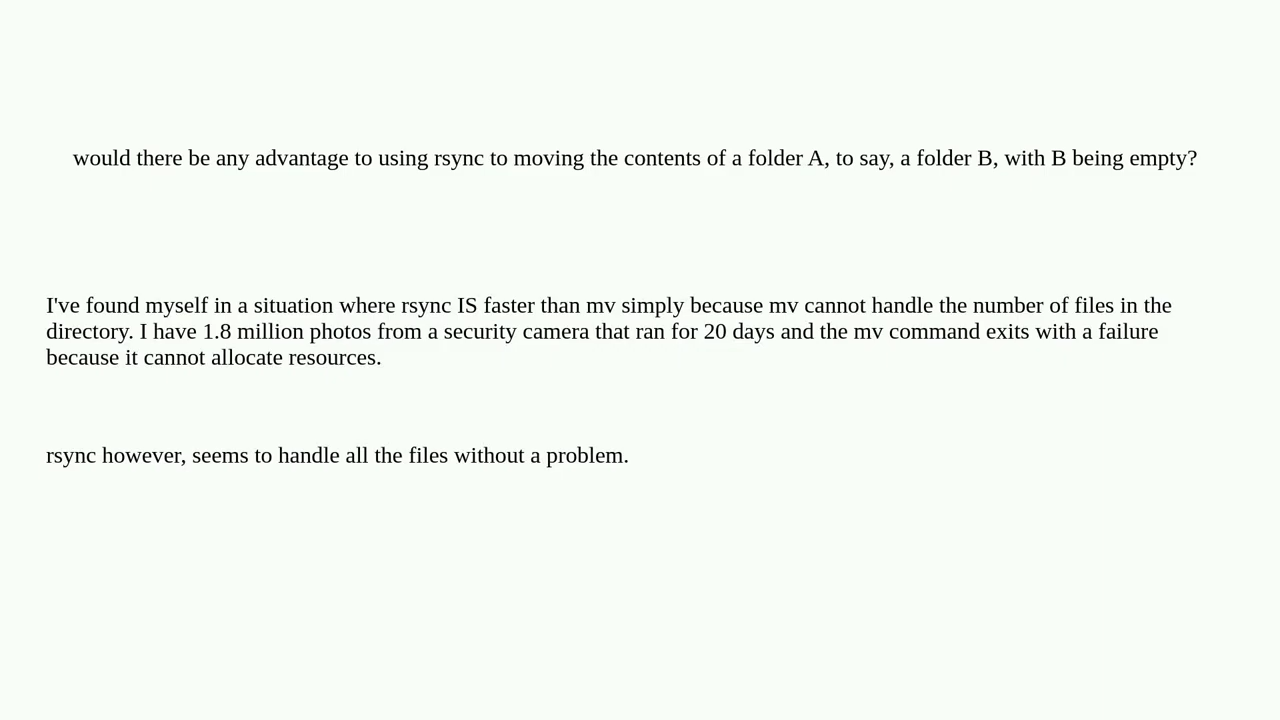 would there be any advantage to using rsync to moving the contents of a folder A, to say, a folder B, with B being empty?
I've found myself in a situation where rsync IS faster than mv simply because mv cannot handle the number of files in the
directory. I have 1.8 million photos from a security camera that ran for 20 days and the mv command exits with a failure
because it cannot allocate resources.
rsync however, seems to handle all the files without a problem.